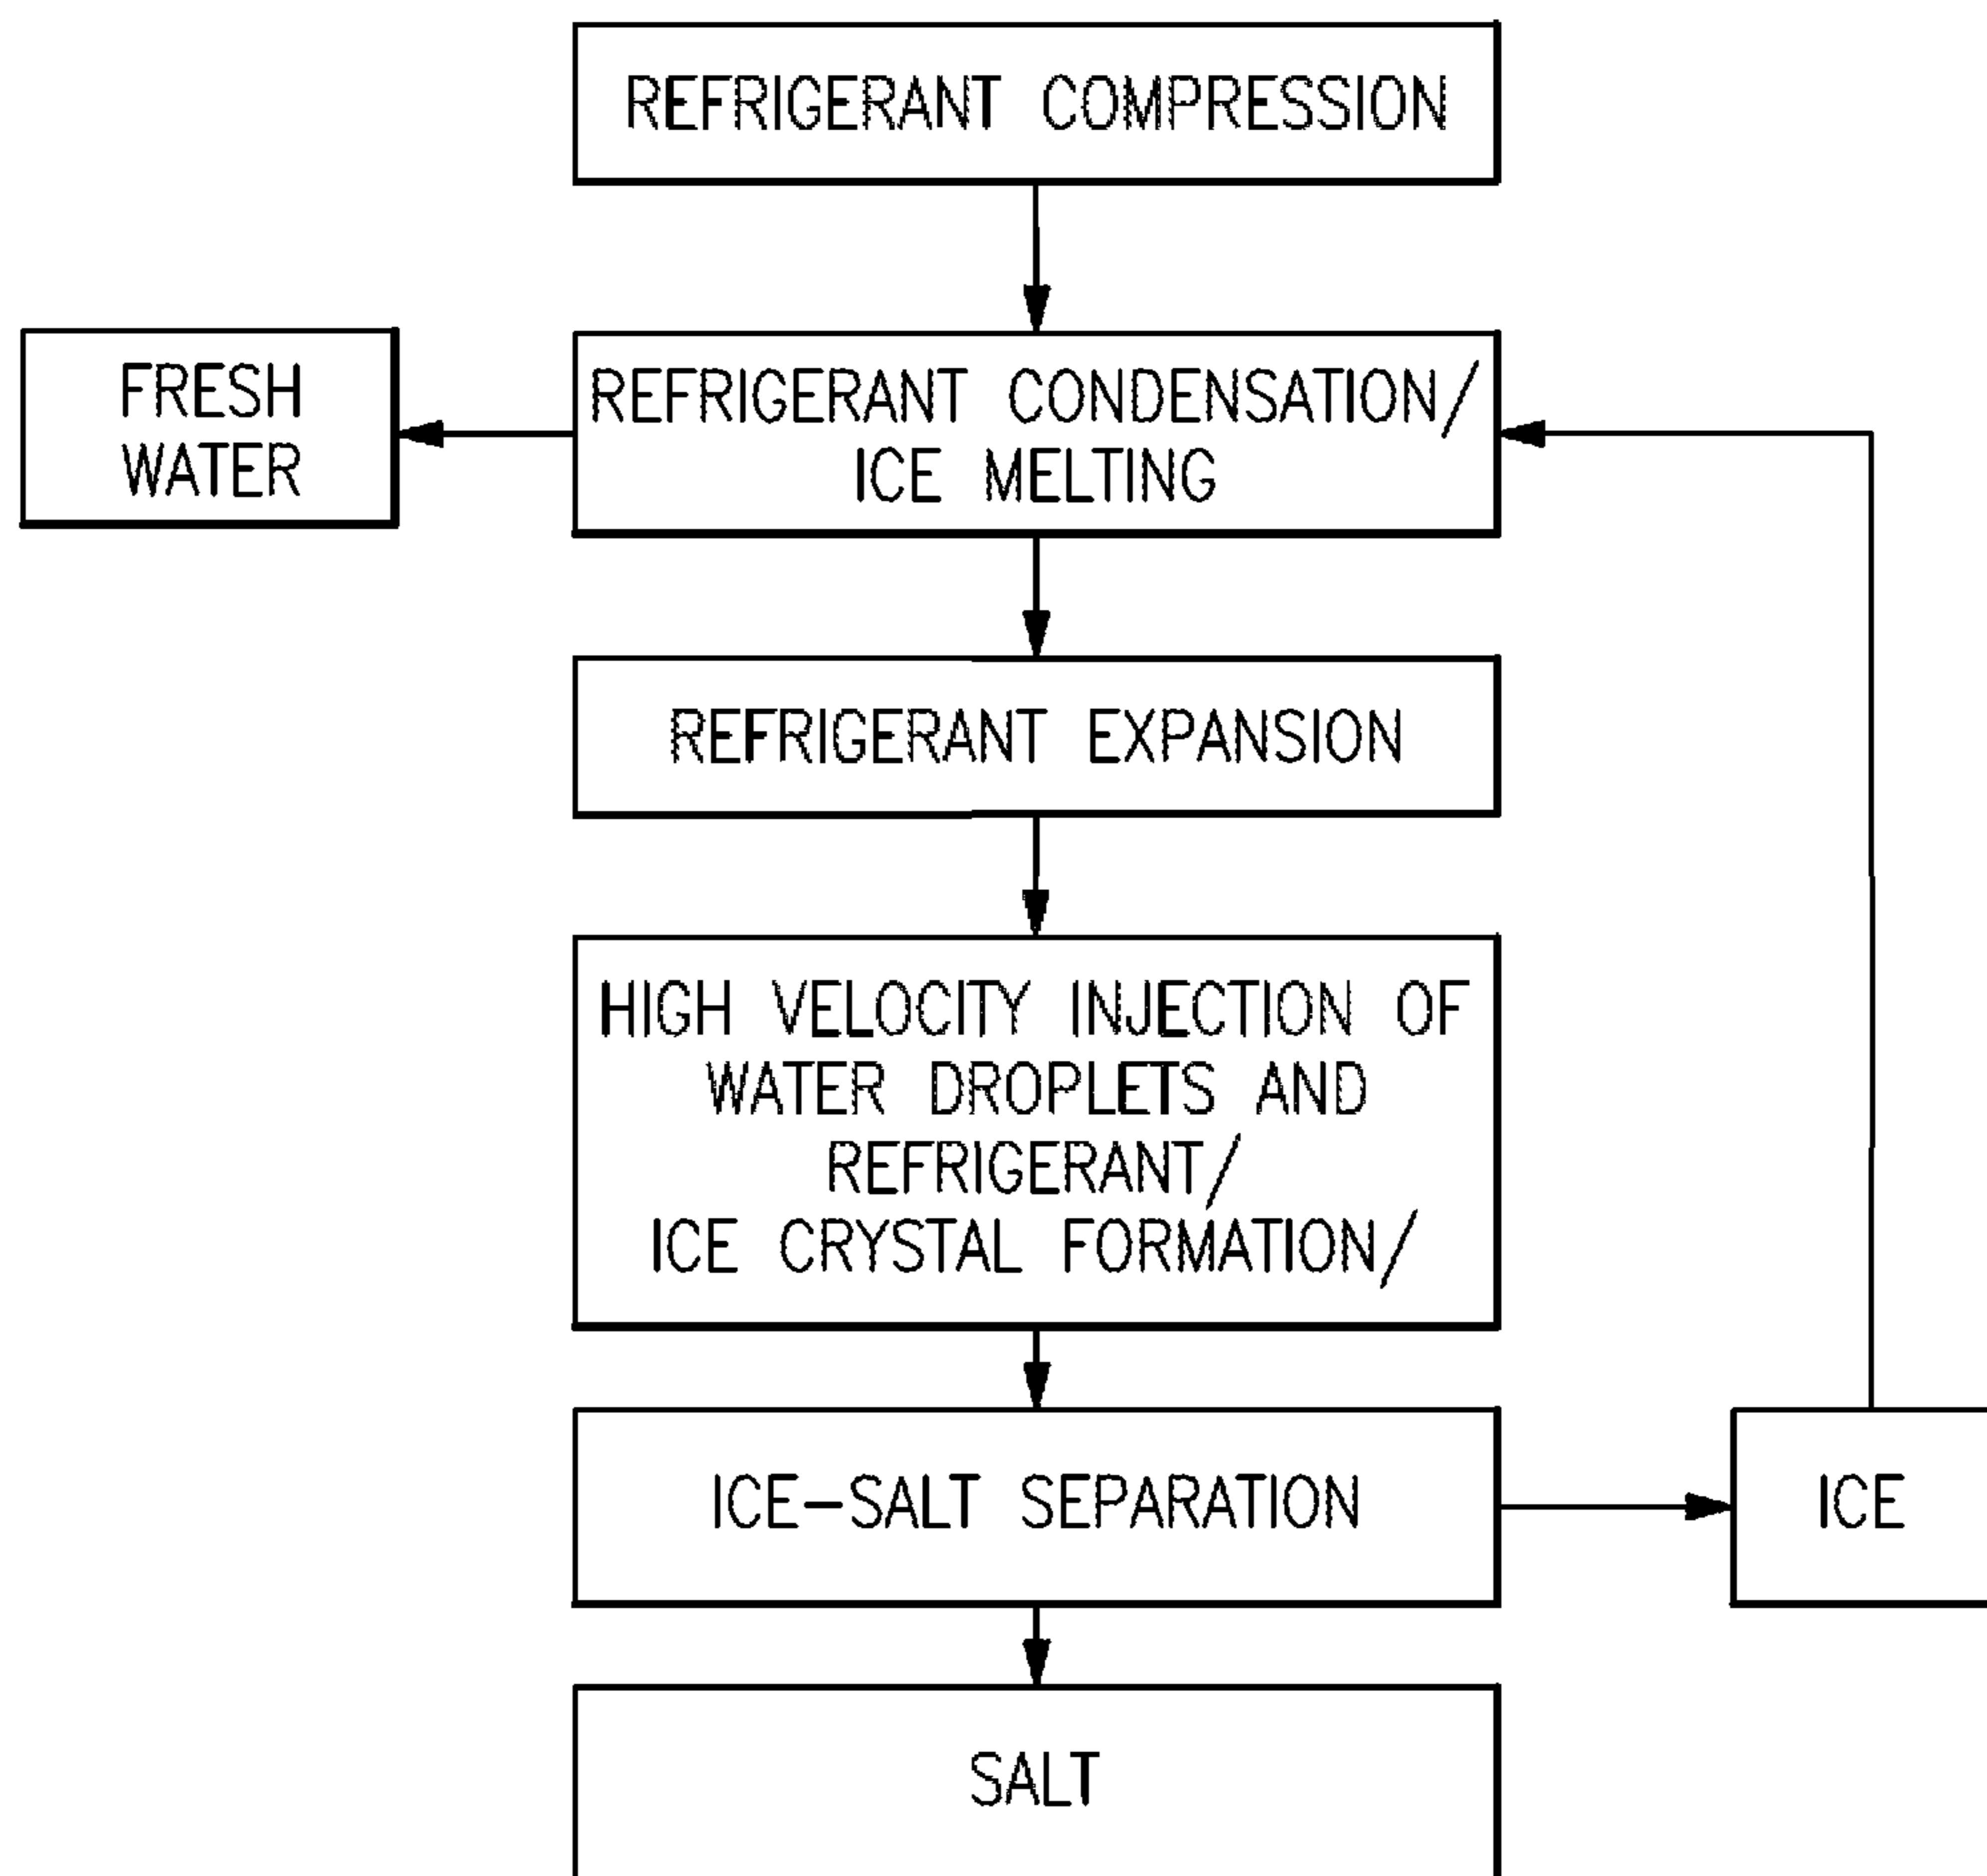 REFRIGERANT COMPRESSION
FRESH
WATER
REFRIGERANT CONDENSATION/
ICE MELTING
REFRIGERANT EXPANSION
HIGH VELOCITY INJECTION OF
WATER DROPLETS AND
REFRIGERANT/
ICE CRYSTAL FORMATION/
ICE-SALT SEPARATION
ICE
SALT